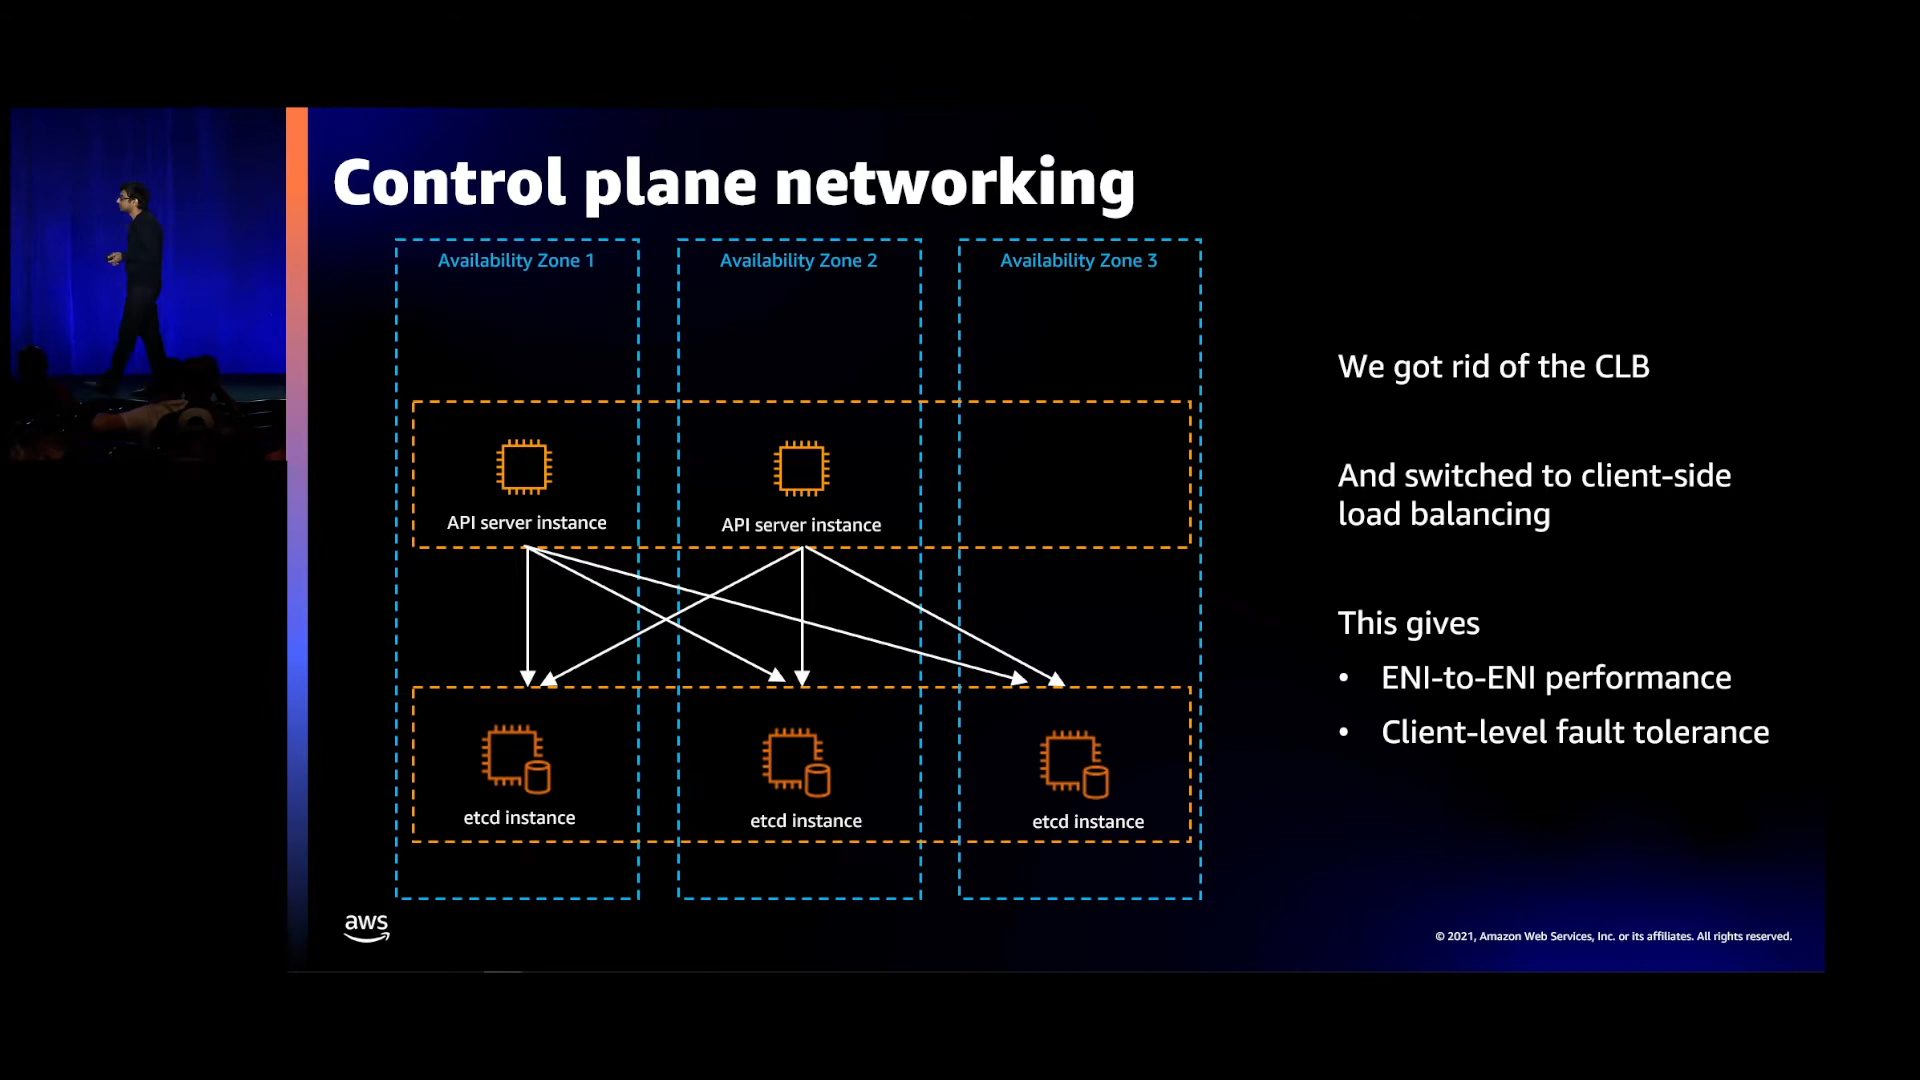 Control plane networking
Availability Zone 1
Availability Zone 2
Availability Zone 3
API server instance
API server instance
etcd instance
etcd instance
etcd instance
We got rid of the CLB
And switched to client-side
load balancing
This gives
• ENI-to-ENI performance
• Client-level fault tolerance
aws
© 2021, Amazon Web Services, Inc. or its affiliates. All rights reserved.